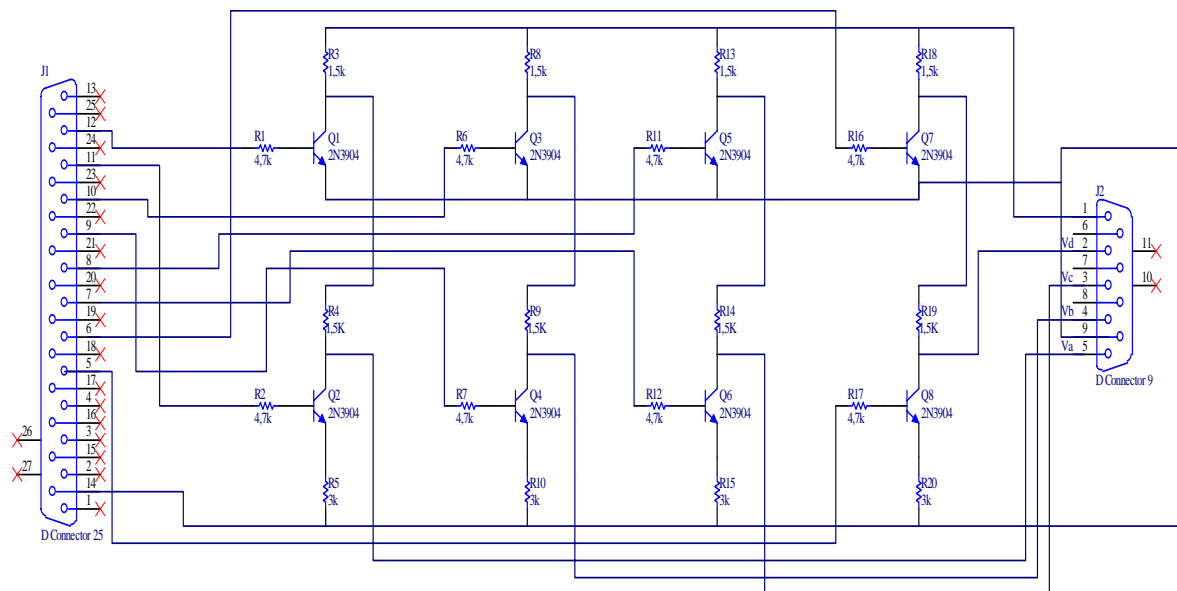 J1
13
25
12
24
11
23
10
22
9
21
8
20
7
19
6
18
5
17
4
16
3
15
2
14
1
26
27
D Connector 25
R3
1,5k
R8
1,5k
R13
1,5k
R18
1,5k
R1
4,7k
Q1
2N3904
R6
4,7k
Q3
2N3904
R11
4,7k
Q5
2N3904
R16
4,7k
Q7
2N3904
R4
1,5K
R9
1,5K
R14
1,5K
R19
1,5K
R2
4,7k
Q2
2N3904
R7
4,7k
Q4
2N3904
R12
4,7k
Q6
2N3904
R17
4,7k
Q8
2N3904
R5
3k
R10
3k
R15
3k
R20
3k
J2
1
6
Vd 2
7
Vc 3
8
Vb 4
9
Va 5
11
10
D Connector 9